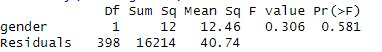 Df Sum Sq Mean Sq F value Pr(>F)
gender 1 12 12.46 0.306 0.581
Residuals 398 16214 40.74